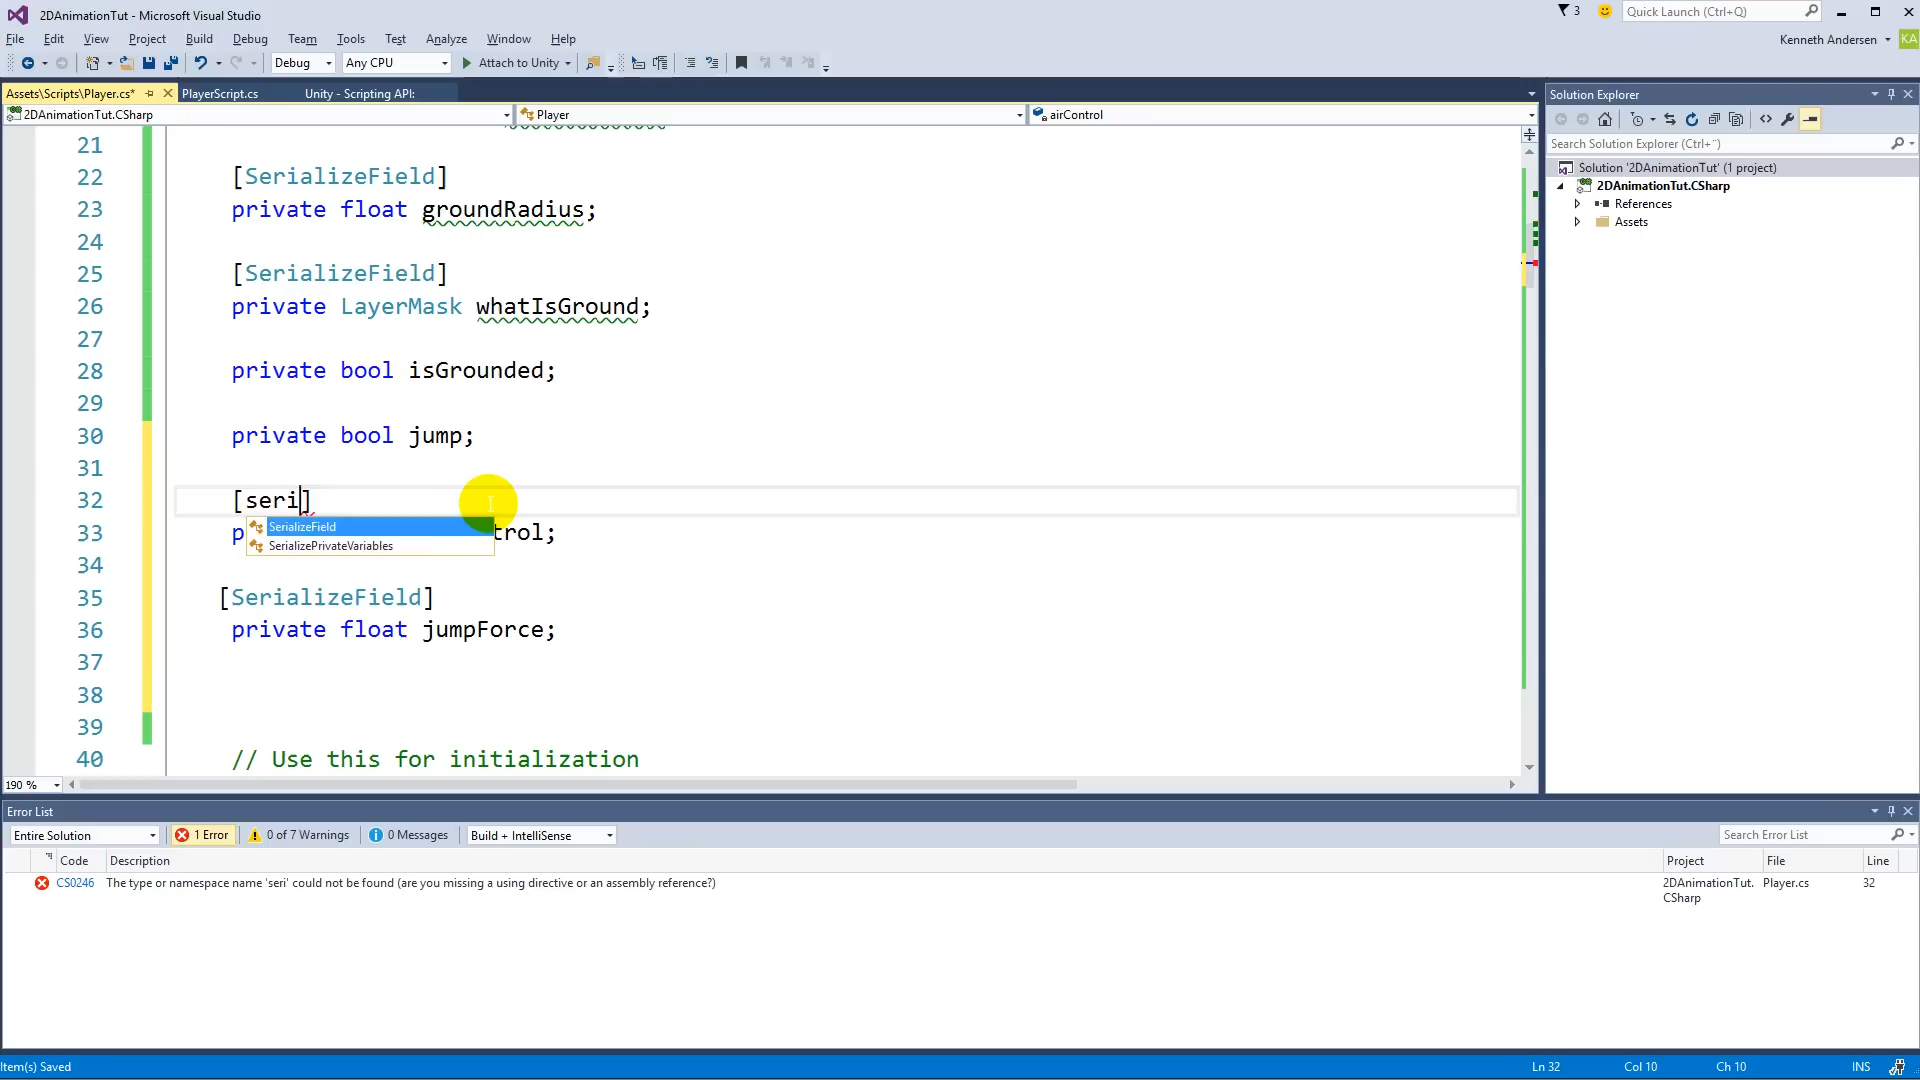 2DAnimationTut - Microsoft Visual Studio
3
Quick Launch (Ctrl+Q)
File Edit View Project Build Debug Team Tools Test Analyze Window Help
Kenneth Andersen
KA
Debug Any CPU Attach to Unity
Assets\Scripts\Player.cs* PlayerScript.cs Unity - Scripting API:
2DAnimationTut.CSharp Player airControl
21
22 [SerializeField]
23 private float groundRadius;
24
25 [SerializeField]
26 private LayerMask whatIsGround;
27
28 private bool isGrounded;
29
30 private bool jump;
31
32 [seri]
SerializeField
33 p trol;
SerializePrivateVariables
34
35 [SerializeField]
36 private float jumpForce;
37
38
39
40 // Use this for initialization
190 %
Solution Explorer
Search Solution Explorer (Ctrl+¨)
Solution '2DAnimationTut' (1 project)
2DAnimationTut.CSharp
References
Assets
Error List
Entire Solution 1 Error 0 of 7 Warnings 0 Messages Build + IntelliSense Search Error List
Code Description Project File Line
CS0246 The type or namespace name 'seri' could not be found (are you missing a using directive or an assembly reference?) 2DAnimationTut. Player.cs 32
CSharp
Item(s) Saved Ln 32 Col 10 Ch 10 INS